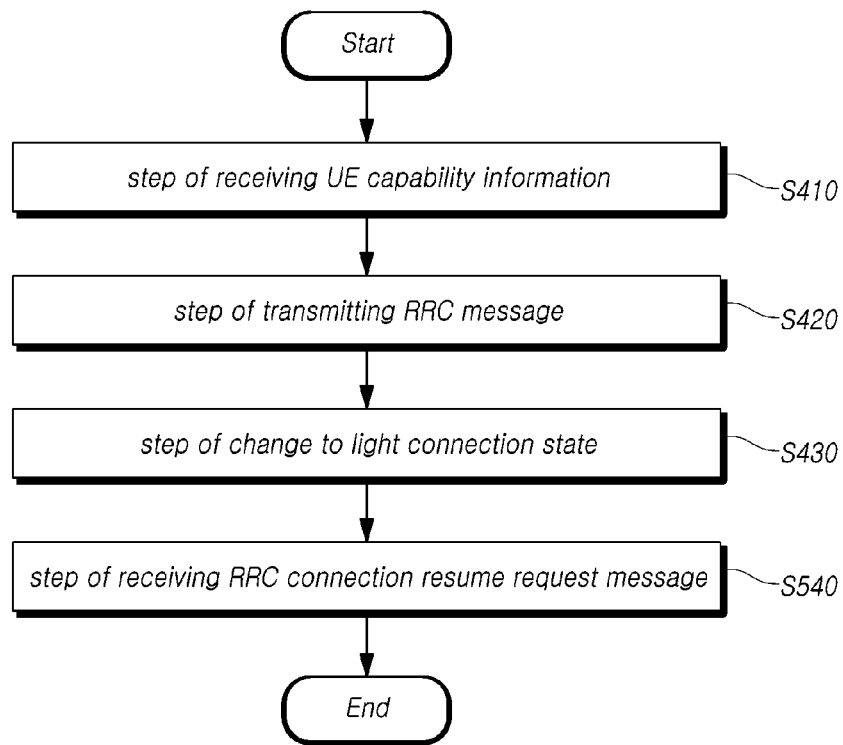 Start
step of receiving UE capability information
S410
step of transmitting RRC message
S420
step of change to light connection state
S430
step of receiving RRC connection resume request message
S540
End